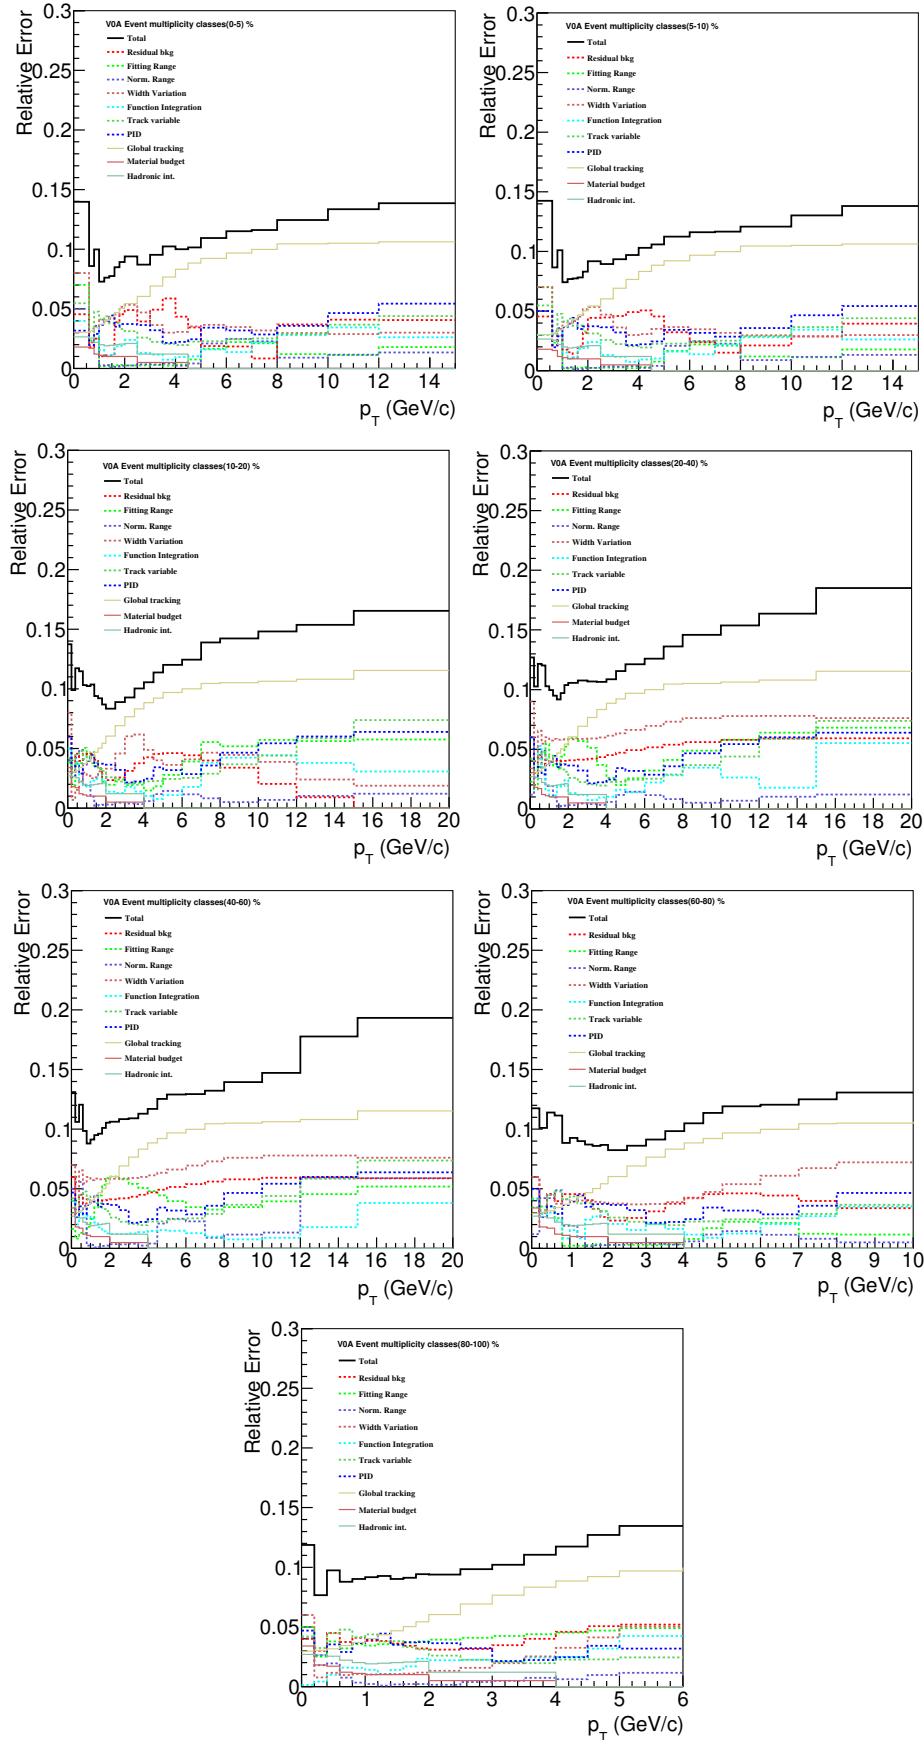 V0A Event multiplicity classes(0-5) %
Total
Residual bkg
Fitting Range
Norm. Range
Width Variation
Function Integration
Track variable
PID
Global tracking
Material budget
Hadronic int.
Relative Error
0.3
0.25
0.2
0.15
0.1
0.05
0
0 2 4 6 8 10 12 14
p_T (GeV/c)
V0A Event multiplicity classes(5-10) %
Total
Residual bkg
Fitting Range
Norm. Range
Width Variation
Function Integration
Track variable
PID
Global tracking
Material budget
Hadronic int.
Relative Error
0.3
0.25
0.2
0.15
0.1
0.05
0
0 2 4 6 8 10 12 14
p_T (GeV/c)
V0A Event multiplicity classes(10-20) %
Total
Residual bkg
Fitting Range
Norm. Range
Width Variation
Function Integration
Track variable
PID
Global tracking
Material budget
Hadronic int.
Relative Error
0.3
0.25
0.2
0.15
0.1
0.05
0
0 2 4 6 8 10 12 14 16 18 20
p_T (GeV/c)
V0A Event multiplicity classes(20-40) %
Total
Residual bkg
Fitting Range
Norm. Range
Width Variation
Function Integration
Track variable
PID
Global tracking
Material budget
Hadronic int.
Relative Error
0.3
0.25
0.2
0.15
0.1
0.05
0
0 2 4 6 8 10 12 14 16 18 20
p_T (GeV/c)
V0A Event multiplicity classes(40-60) %
Total
Residual bkg
Fitting Range
Norm. Range
Width Variation
Function Integration
Track variable
PID
Global tracking
Material budget
Hadronic int.
Relative Error
0.3
0.25
0.2
0.15
0.1
0.05
0
0 2 4 6 8 10 12 14 16 18 20
p_T (GeV/c)
V0A Event multiplicity classes(60-80) %
Total
Residual bkg
Fitting Range
Norm. Range
Width Variation
Function Integration
Track variable
PID
Global tracking
Material budget
Hadronic int.
Relative Error
0.3
0.25
0.2
0.15
0.1
0.05
0
0 1 2 3 4 5 6 7 8 9 10
p_T (GeV/c)
V0A Event multiplicity classes(80-100) %
Total
Residual bkg
Fitting Range
Norm. Range
Width Variation
Function Integration
Track variable
PID
Global tracking
Material budget
Hadronic int.
Relative Error
0.3
0.25
0.2
0.15
0.1
0.05
0
0 1 2 3 4 5 6
p_T (GeV/c)